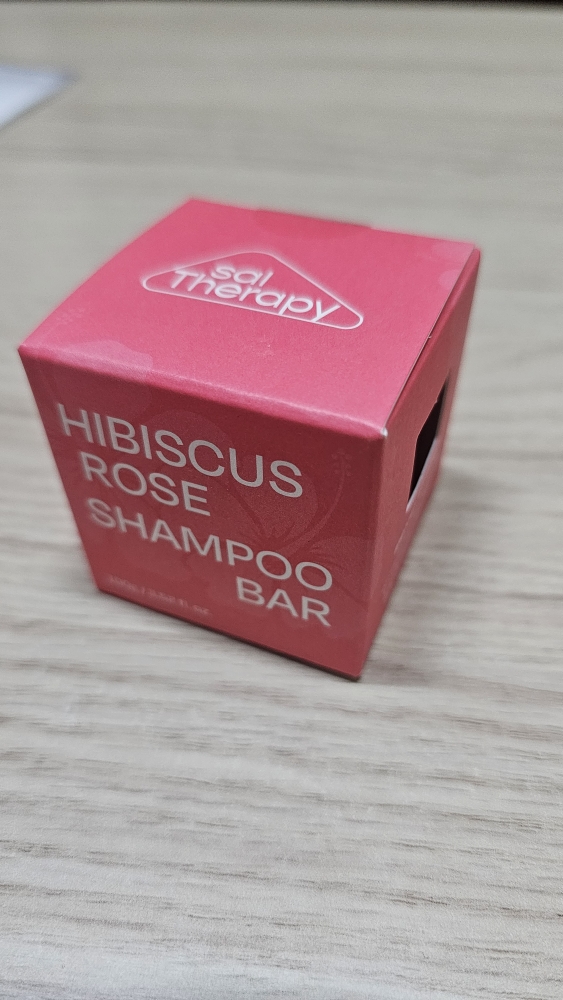 sal
Therapy
HIBISCUS
ROSE
SHAMPOO
BAR